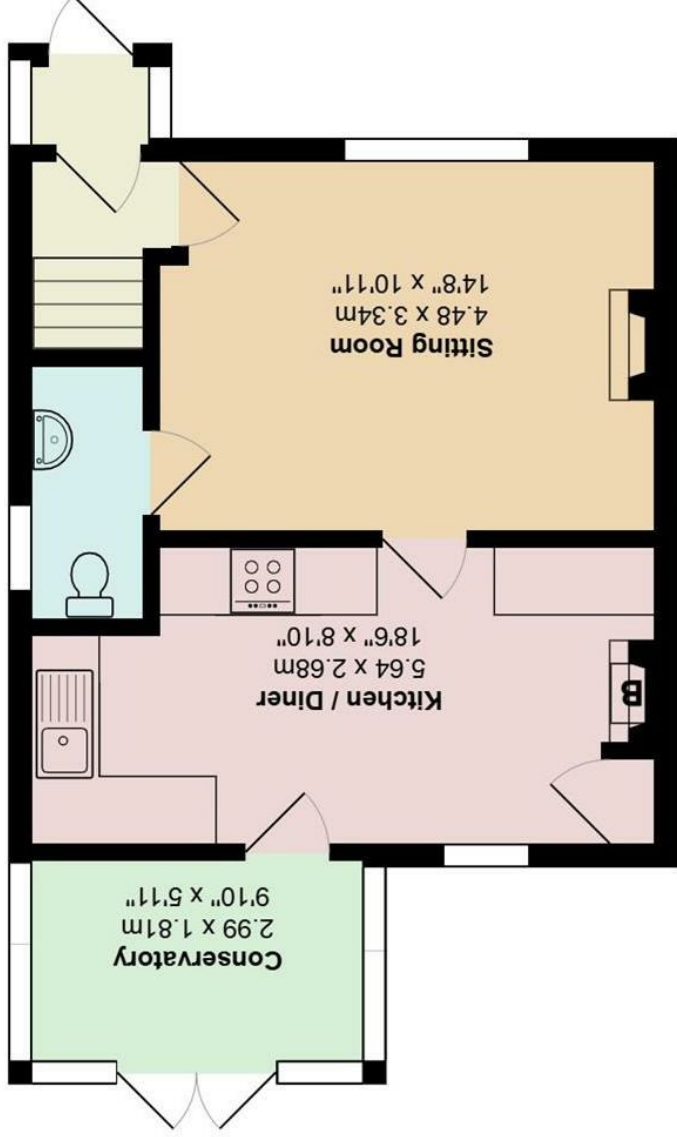 Conservatory
2.99 x 1.81m
9'10" x 5'11"
Kitchen / Diner
5.64 x 2.68m
18'6" x 8'10"
B
Sitting Room
4.48 x 3.34m
14'8" x 10'11"